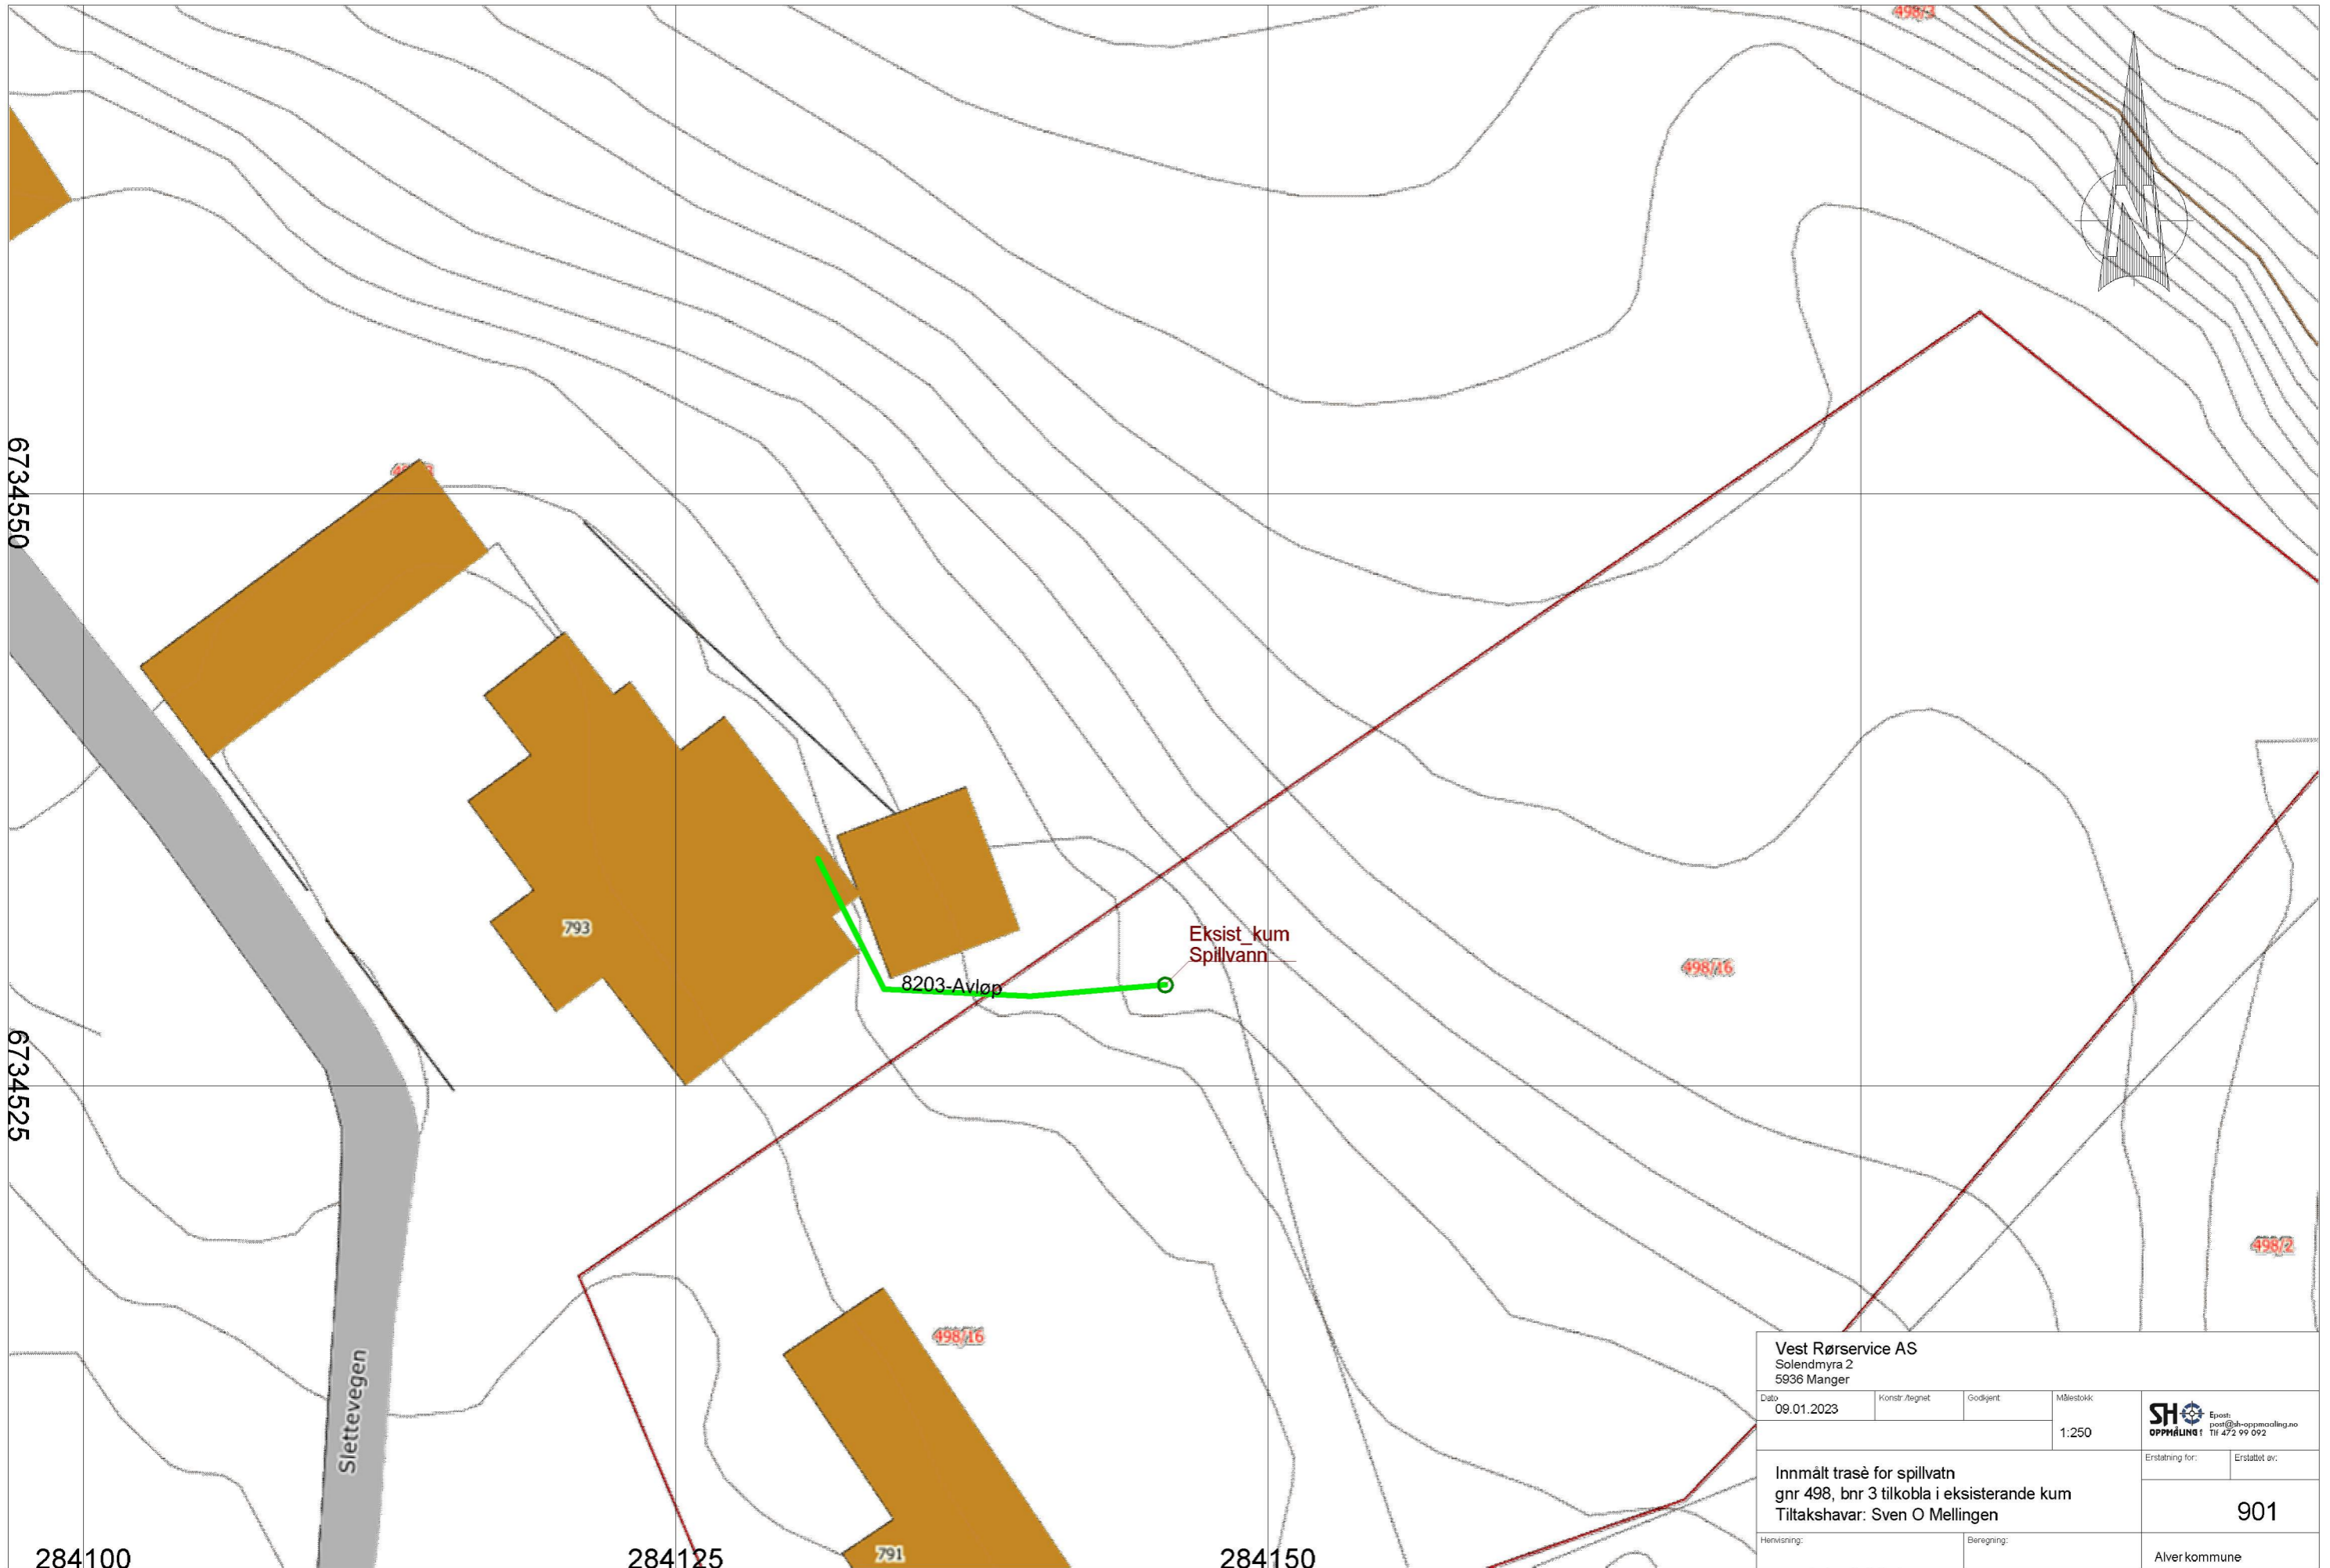 498/3
N
6734550
793
Eksist_kum
Spillvann
8203-Avløp
498/16
6734525
498/2
498/16
Slettevegen
791
284100
284125
284150
Vest Rørservice AS
Solendmyra 2
5936 Manger
Dato
09.01.2023
Konstr./tegnet
Godkjent
Målestokk
1:250
SH
OPPMÅLING
Epost:
post@sh-oppmaaling.no
Tlf 472 99 092
Innmålt trasè for spillvatn
gnr 498, bnr 3 tilkobla i eksisterande kum
Tiltakshavar: Sven O Mellingen
Erstatning for:
Erstattet av:
901
Henvisning:
Beregning:
Alver kommune